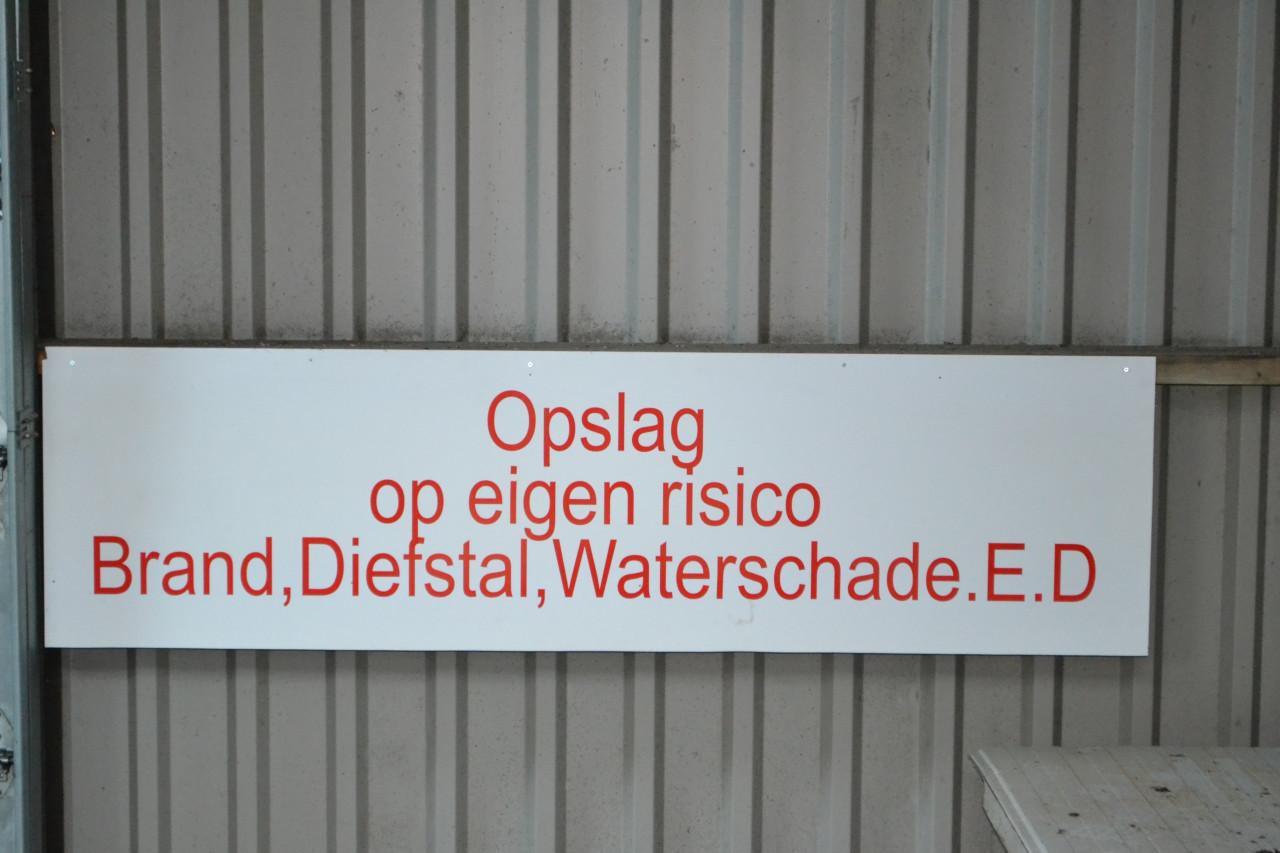 Opslag
op eigen risico
Brand,Diefstal,Waterschade.E.D